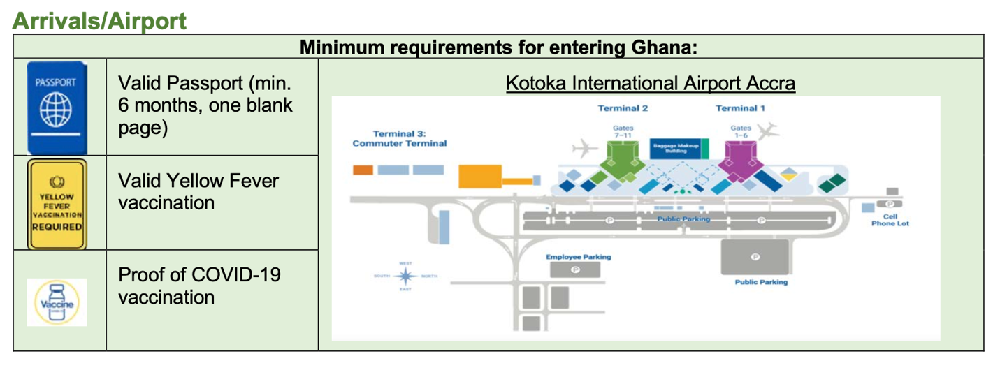 Arrivals/Airport
Minimum requirements for entering Ghana:
PASSPORT
Valid Passport (min.
6 months, one blank
page)
YELLOW
FEVER
VACCINATION
REQUIRED
Valid Yellow Fever
vaccination
Vaccine
Proof of COVID-19
vaccination
Kotoka International Airport Accra
Terminal 2
Terminal 1
Gates
7–11
Gates
1–6
Terminal 3:
Commuter Terminal
Baggage Makeup
Building
P
Public Parking
P
P
Cell
Phone Lot
Employee Parking
P
P
Public Parking
WEST
SOUTH
NORTH
EAST